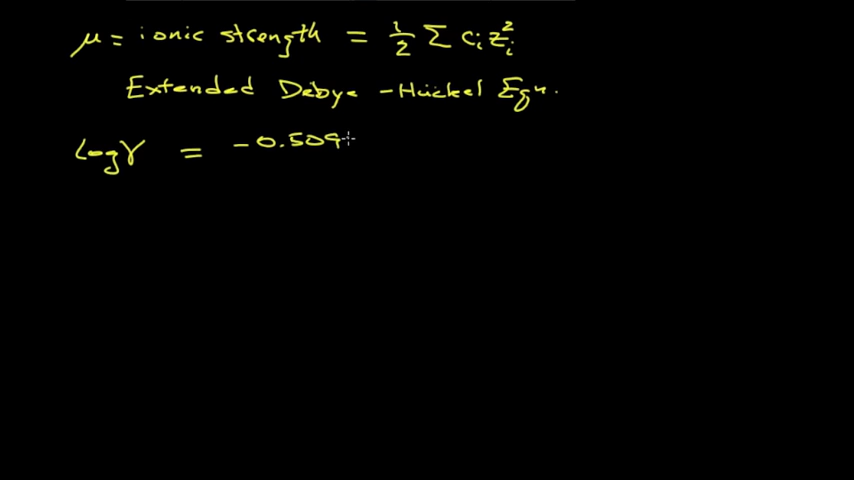 μ = ionic strength = 1/2 Σ cᵢzᵢ²
Extended Debye - Hückel Eqn.
Log γ = -0.509